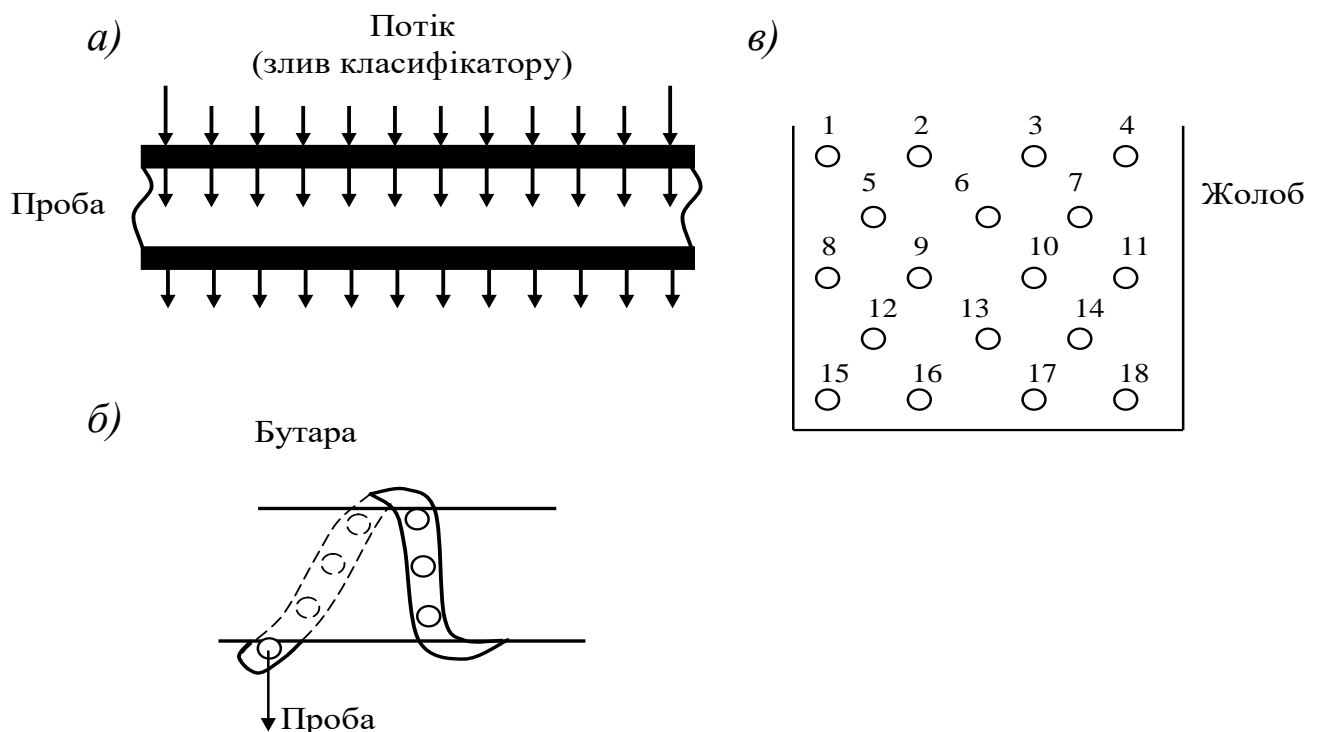 а)
Потік
(злив класифікатору)
Проба
в)
1 2 3 4
5 6 7
8 9 10 11
12 13 14
15 16 17 18
Жолоб
б)
Бутара
Проба